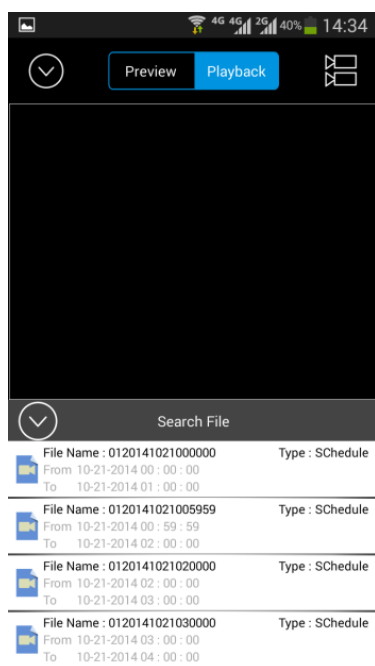 4G 4G 2G 40% 14:34
Preview Playback
Search File
File Name : 0120141021000000 Type : SChedule
From 10-21-2014 00 : 00 : 00
To 10-21-2014 01 : 00 : 00
File Name : 0120141021005959 Type : SChedule
From 10-21-2014 00 : 59 : 59
To 10-21-2014 02 : 00 : 00
File Name : 0120141021020000 Type : SChedule
From 10-21-2014 02 : 00 : 00
To 10-21-2014 03 : 00 : 00
File Name : 0120141021030000 Type : SChedule
From 10-21-2014 03 : 00 : 00
To 10-21-2014 04 : 00 : 00